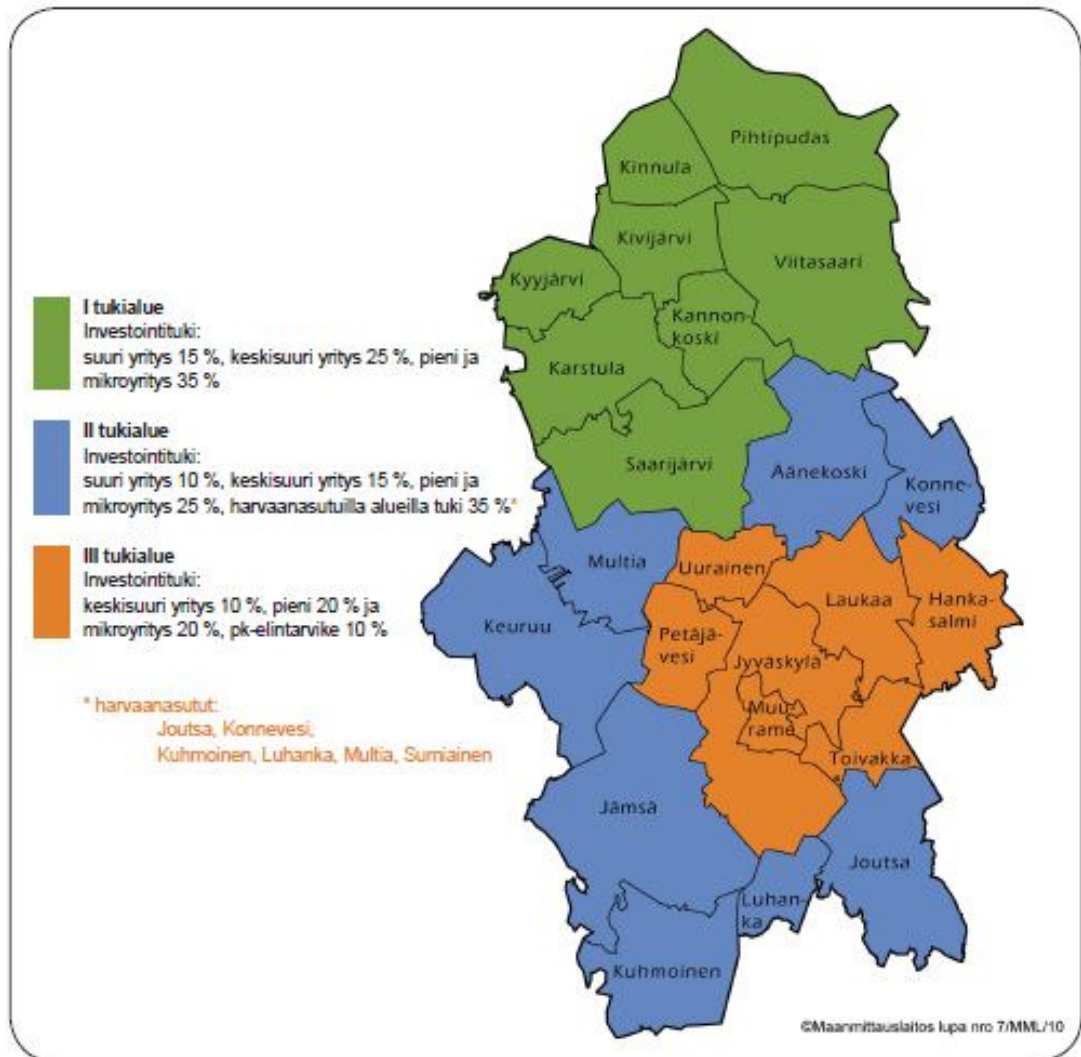 Pihtipudas
Kinnula
Kivijärvi
Viitasaari
Kyyjärvi
Kannon-
koski
Karstula
Saarijärvi
I tukialue
Investointituki:
suuri yritys 15 %, keskisuuri yritys 25 %, pieni ja
mikroyritys 35 %
II tukialue
Investointituki:
suuri yritys 10 %, keskisuuri yritys 15 %, pieni ja
mikroyritys 25 %, harvaanasutuilla alueilla tuki 35 %*
III tukialue
Investointituki:
keskisuuri yritys 10 %, pieni 20 % ja
mikroyritys 20 %, pk-elintarvike 10 %
* harvaanasutut:
Joutsa, Konnevesi,
Kuhmoinen, Luhanka, Multia, Sumiainen
Äänekoski
Konne-
vesi
Multia
Uurainen
Laukaa
Hanka-
salmi
Keuruu
Petäjä-
vesi
Jyväskylä
Muu-
rame
Toivakka
Jämsä
Joutsa
Luhan-
ka
Kuhmoinen
©Maanmittauslaitos lupa nro 7/MML/10